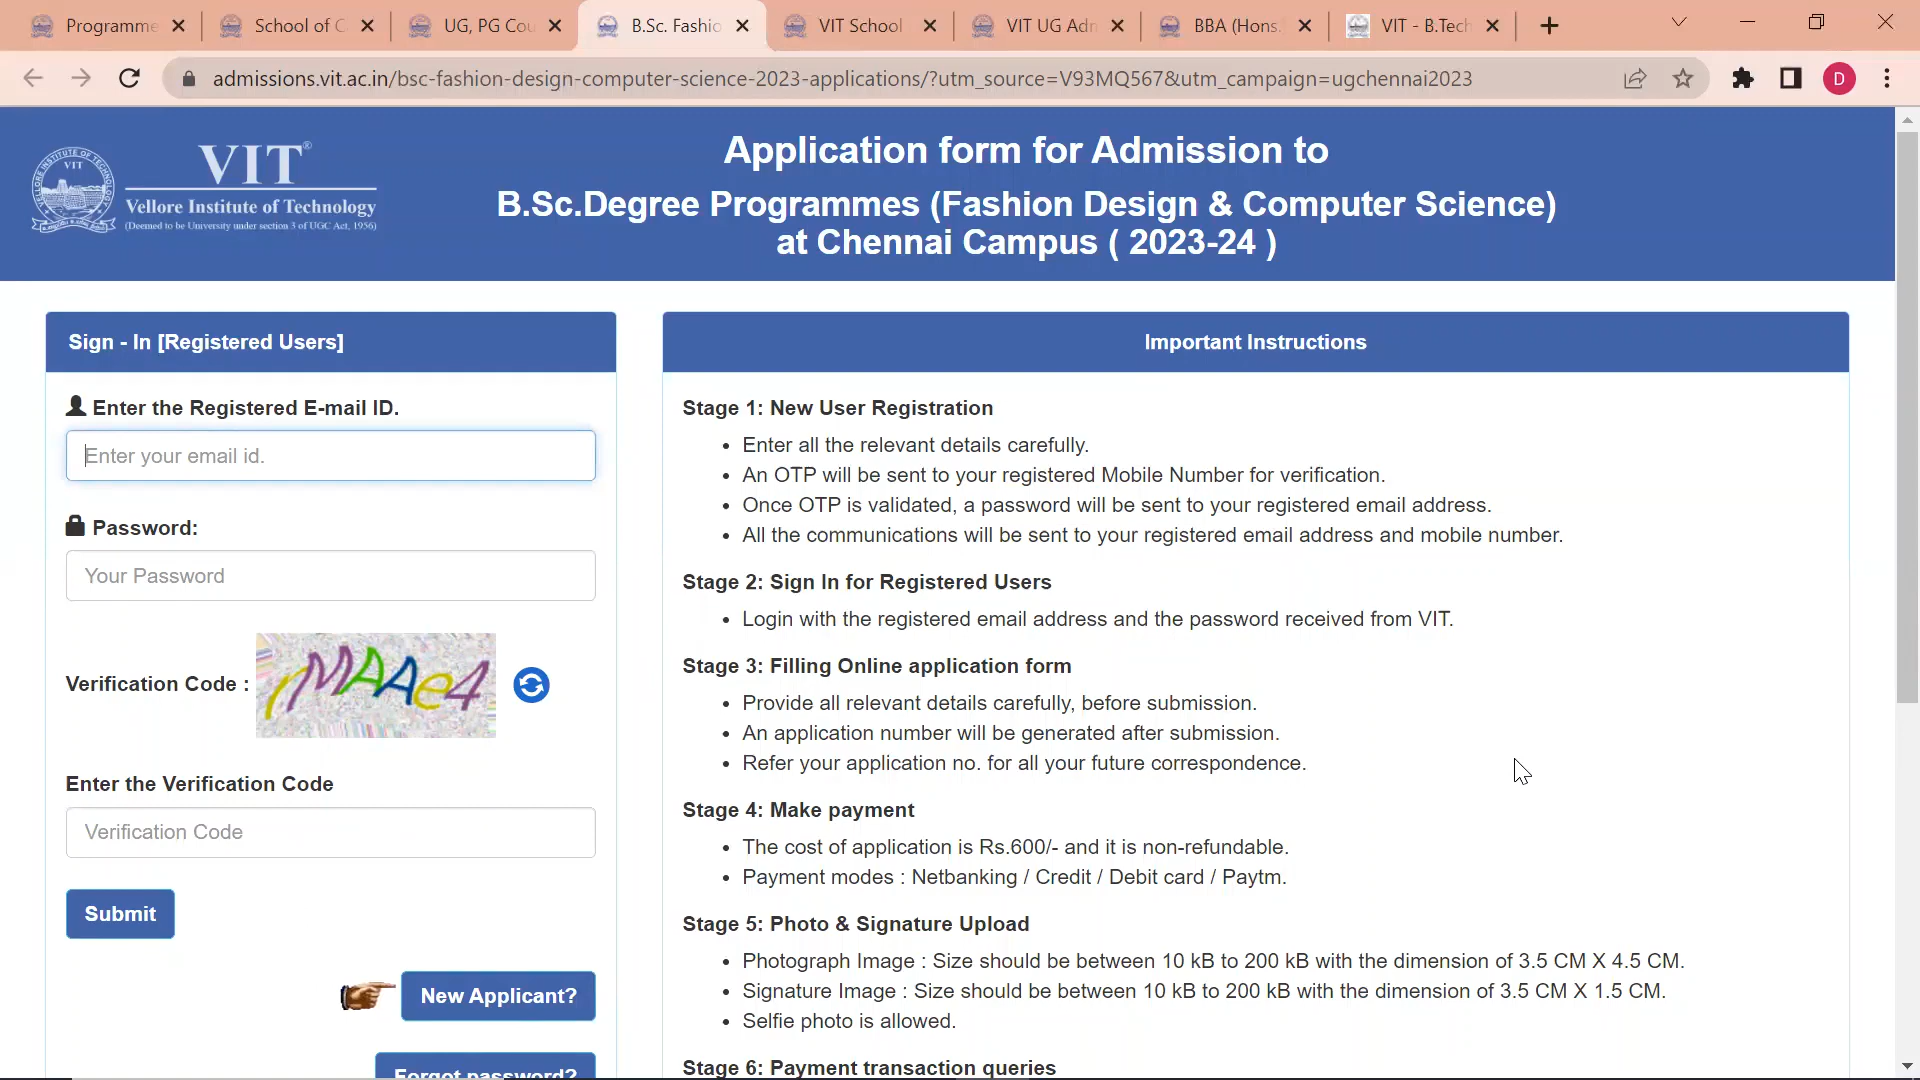 Programme
School of C
UG, PG Cou
B.Sc. Fashio
VIT School
VIT UG Adm
BBA (Hons.
VIT - B.Tech
admissions.vit.ac.in/bsc-fashion-design-computer-science-2023-applications/?utm_source=V93MQ567&utm_campaign=ugchennai2023
D
VIT®
Vellore Institute of Technology
(Deemed to be University under section 3 of UGC Act, 1956)
Application form for Admission to
B.Sc.Degree Programmes (Fashion Design & Computer Science)
at Chennai Campus ( 2023-24 )
Sign - In [Registered Users]
Enter the Registered E-mail ID.
Enter your email id.
Password:
Your Password
Verification Code :
Enter the Verification Code
Verification Code
Submit
New Applicant?
Forgot password?
Important Instructions
Stage 1: New User Registration
• Enter all the relevant details carefully.
• An OTP will be sent to your registered Mobile Number for verification.
• Once OTP is validated, a password will be sent to your registered email address.
• All the communications will be sent to your registered email address and mobile number.
Stage 2: Sign In for Registered Users
• Login with the registered email address and the password received from VIT.
Stage 3: Filling Online application form
• Provide all relevant details carefully, before submission.
• An application number will be generated after submission.
• Refer your application no. for all your future correspondence.
Stage 4: Make payment
• The cost of application is Rs.600/- and it is non-refundable.
• Payment modes : Netbanking / Credit / Debit card / Paytm.
Stage 5: Photo & Signature Upload
• Photograph Image : Size should be between 10 kB to 200 kB with the dimension of 3.5 CM X 4.5 CM.
• Signature Image : Size should be between 10 kB to 200 kB with the dimension of 3.5 CM X 1.5 CM.
• Selfie photo is allowed.
Stage 6: Payment transaction queries